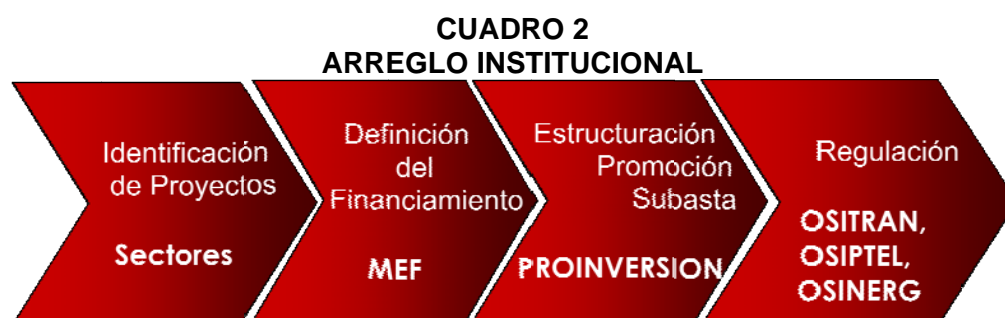 CUADRO 2
ARREGLO INSTITUCIONAL
Identificación
de Proyectos
Sectores
Definición
del
Financiamiento
MEF
Estructuración
Promoción
Subasta
PROINVERSION
Regulación
OSITRAN,
OSIPTEL,
OSINERG